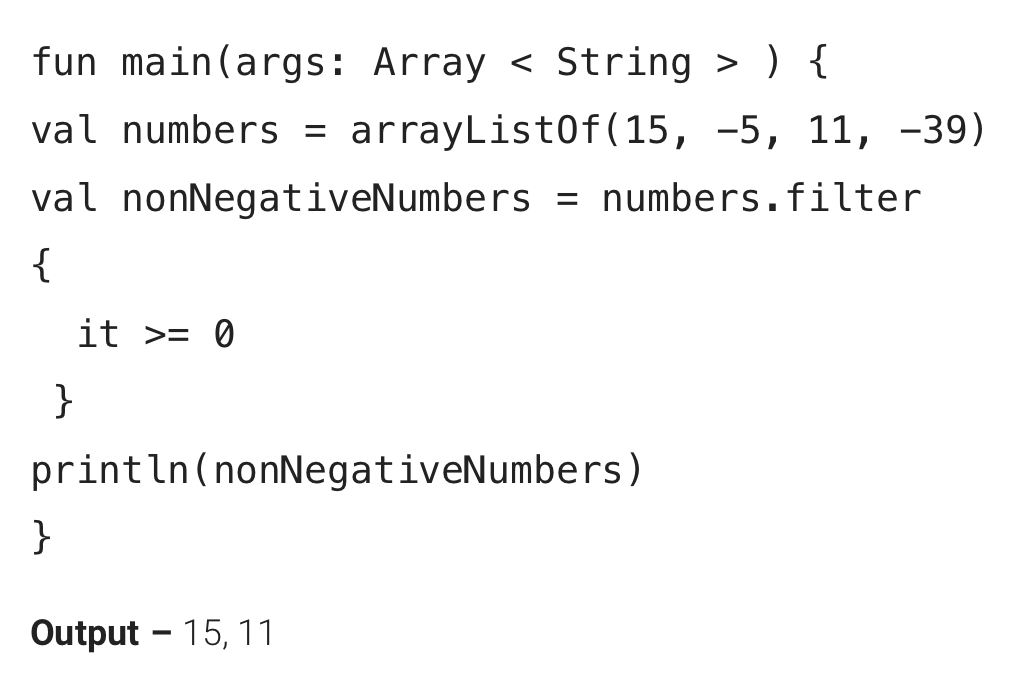 fun main(args: Array < String > ) {
val numbers = arrayListOf(15, −5, 11, −39)
val nonNegativeNumbers = numbers.filter
{
it >= 0
}
println(nonNegativeNumbers)
}
Output − 15, 11